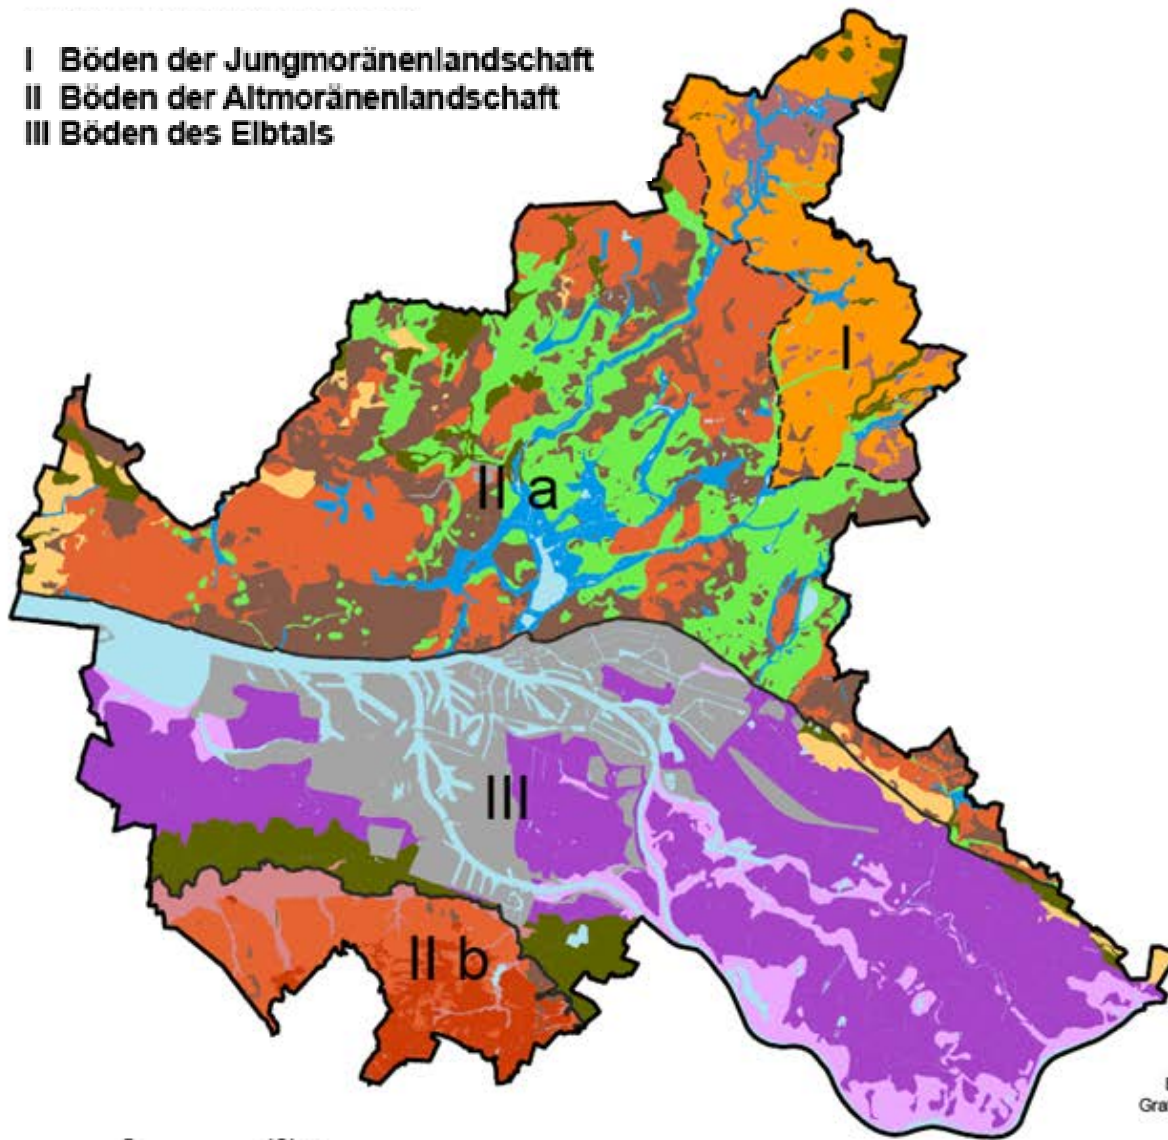 I Böden der Jungmoränenlandschaft
II Böden der Altmoränenlandschaft
III Böden des Elbtals
I
II a
III
II b